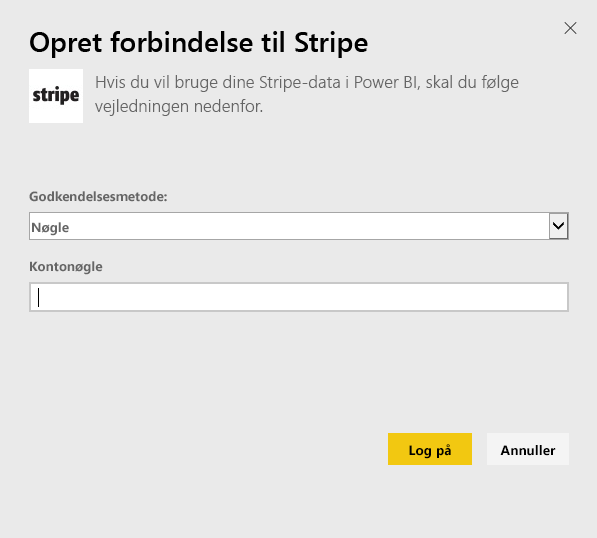 Opret forbindelse til Stripe
stripe
Hvis du vil bruge dine Stripe-data i Power BI, skal du følge
vejledningen nedenfor.
Godkendelsesmetode:
Nøgle
Kontonøgle
Log på
Annuller